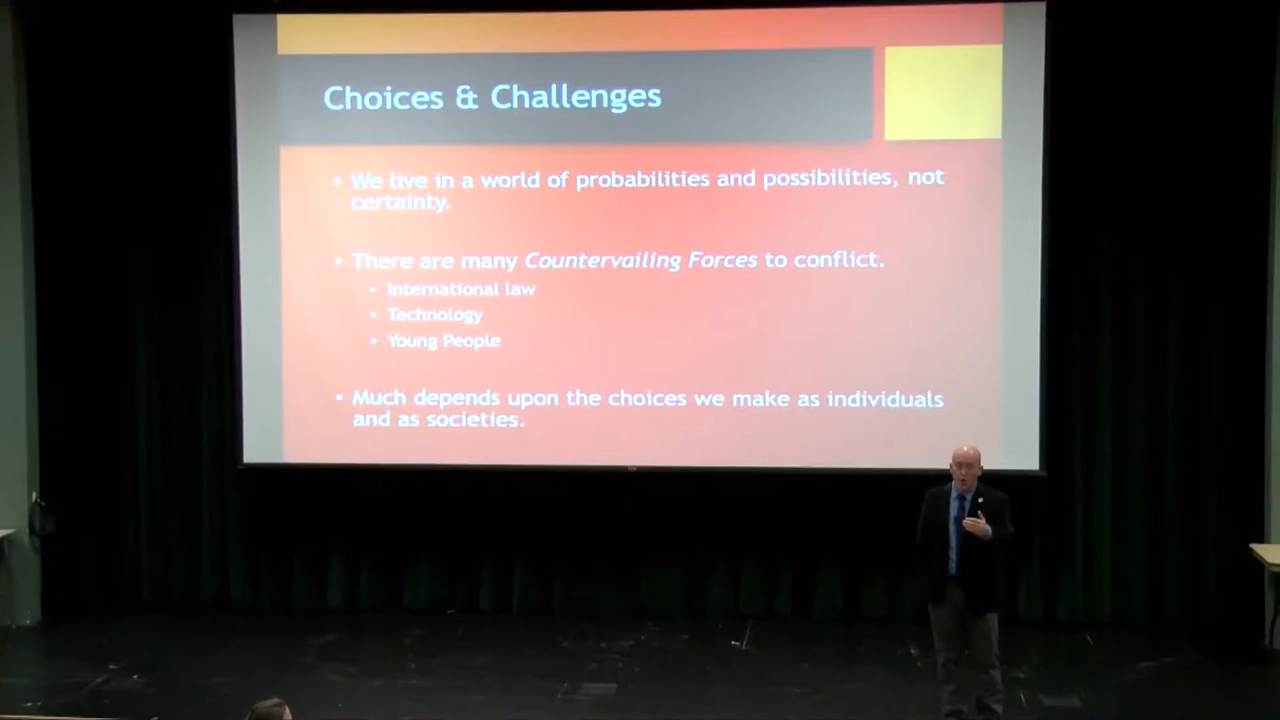 Choices & Challenges
• We live in a world of probabilities and possibilities, not
certainty.
• There are many Countervailing Forces to conflict.
• International law
• Technology
• Young People
• Much depends upon the choices we make as individuals
and as societies.